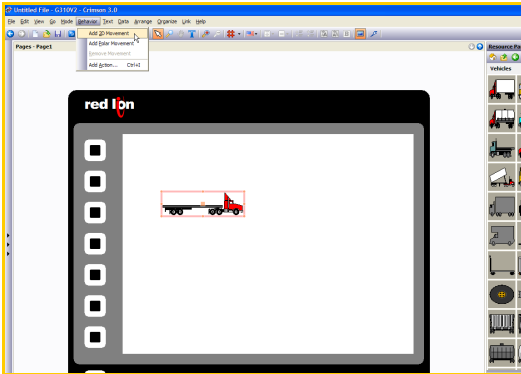 Untitled File - G310V2 - Crimson 3.0
File Edit View Go Mode Behavior Text Data Arrange Organize Link Help
Add 2D Movement
Add Polar Movement
Remove Movement
Add Action... Ctrl+I
Pages - Page1
Resource Pa
Vehicles
red lion